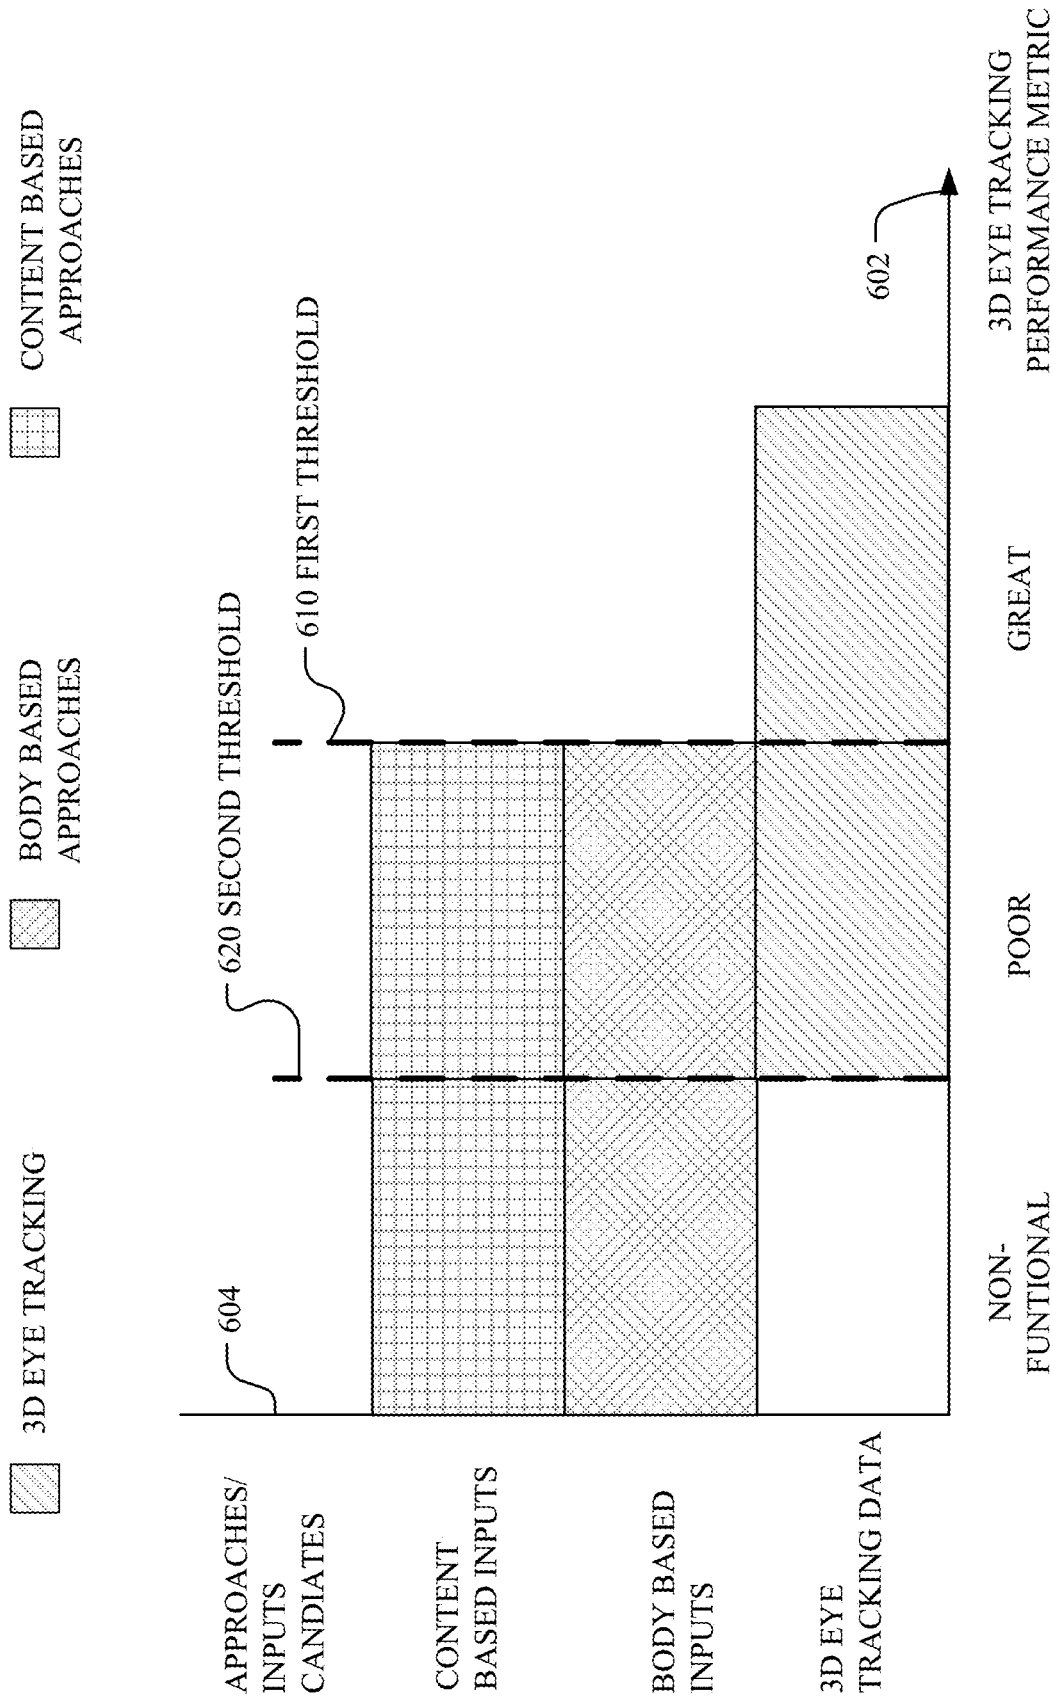 3D EYE TRACKING
BODY BASED
APPROACHES
CONTENT BASED
APPROACHES
APPROACHES/
INPUTS
CANDIATES
604
620 SECOND THRESHOLD
610 FIRST THRESHOLD
CONTENT
BASED INPUTS
BODY BASED
INPUTS
3D EYE
TRACKING DATA
602
NON-
FUNTIONAL
POOR
GREAT
3D EYE TRACKING
PERFORMANCE METRIC